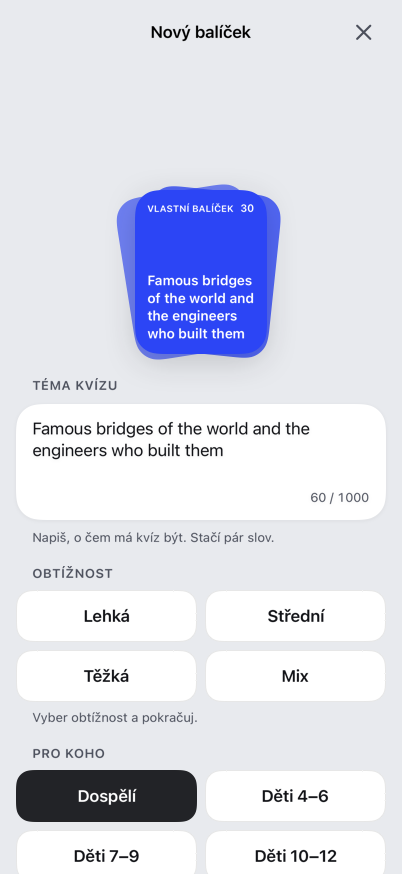 Nový balíček
VLASTNÍ BALÍČEK 30
Famous bridges
of the world and
the engineers
who built them
TÉMA KVÍZU
Famous bridges of the world and the
engineers who built them
60 / 1000
Napiš, o čem má kvíz být. Stačí pár slov.
OBTÍŽNOST
Lehká
Střední
Těžká
Mix
Vyber obtížnost a pokračuj.
PRO KOHO
Dospělí
Děti 4–6
Děti 7–9
Děti 10–12